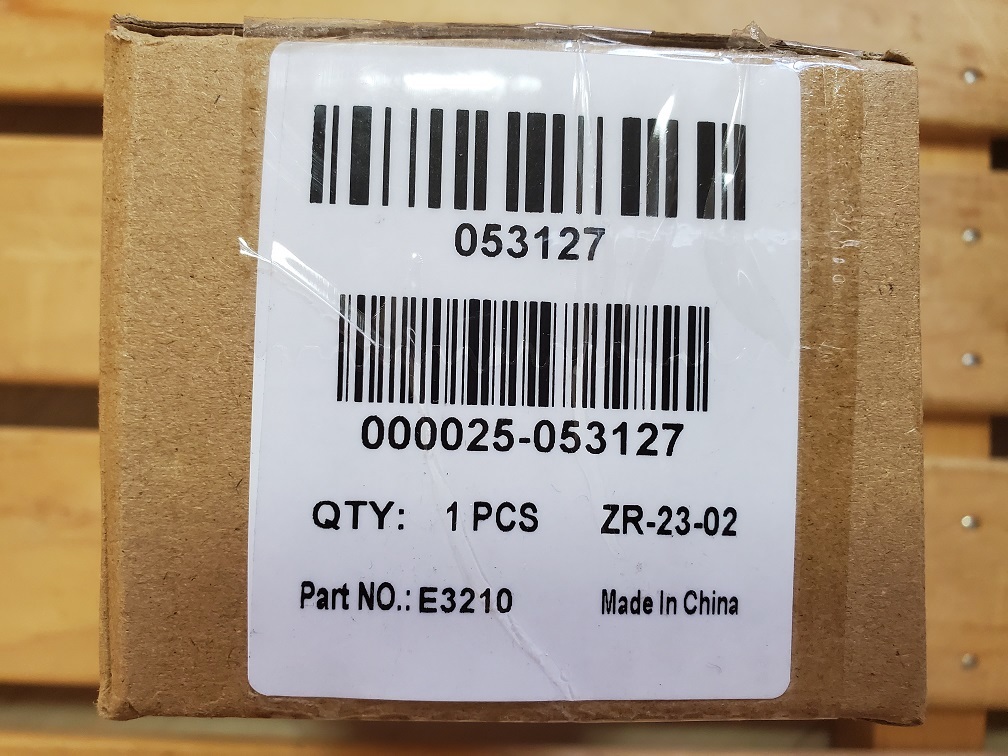 053127
000025-053127
QTY: 1 PCS ZR-23-02
Part NO.: E3210 Made In China